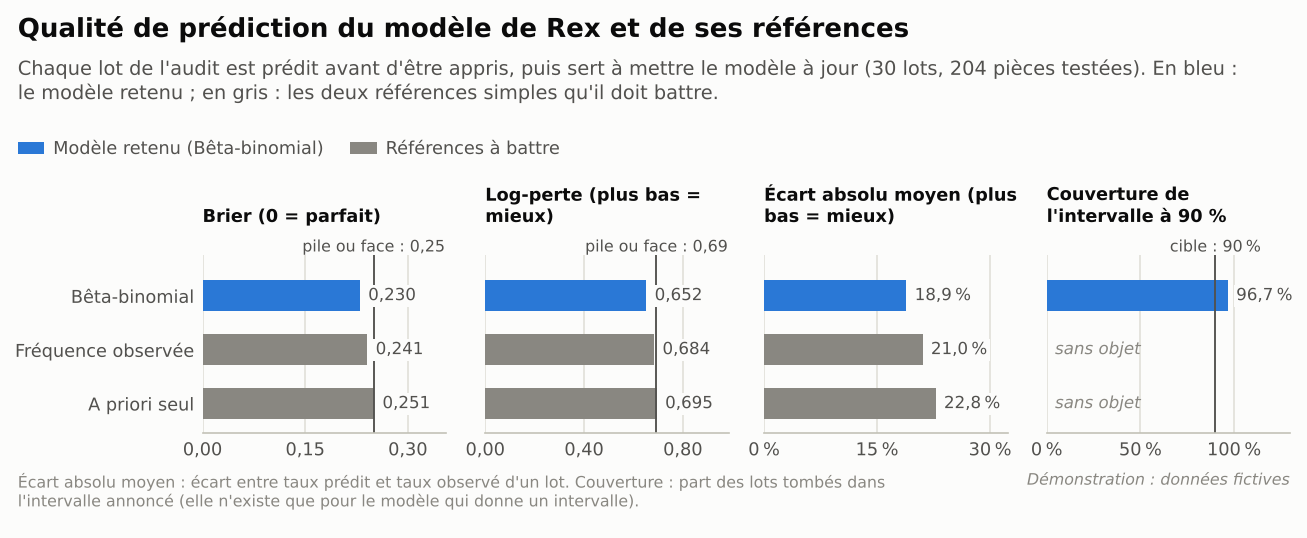 Qualité de prédiction du modèle de Rex et de ses références
Chaque lot de l'audit est prédit avant d'être appris, puis sert à mettre le modèle à jour (30 lots, 204 pièces testées). En bleu :
le modèle retenu ; en gris : les deux références simples qu'il doit battre.
Modèle retenu (Bêta-binomial)
Références à battre
Brier (0 = parfait)
pile ou face : 0,25
Bêta-binomial
0,230
Fréquence observée
0,241
A priori seul
0,251
0,00
0,15
0,30
Log-perte (plus bas =
mieux)
pile ou face : 0,69
0,652
0,684
0,695
0,00
0,40
0,80
Écart absolu moyen (plus
bas = mieux)
18,9 %
21,0 %
22,8 %
0 %
15 %
30 %
Couverture de
l'intervalle à 90 %
cible : 90 %
96,7 %
sans objet
sans objet
0 %
50 %
100 %
Écart absolu moyen : écart entre taux prédit et taux observé d'un lot. Couverture : part des lots tombés dans
l'intervalle annoncé (elle n'existe que pour le modèle qui donne un intervalle).
Démonstration : données fictives